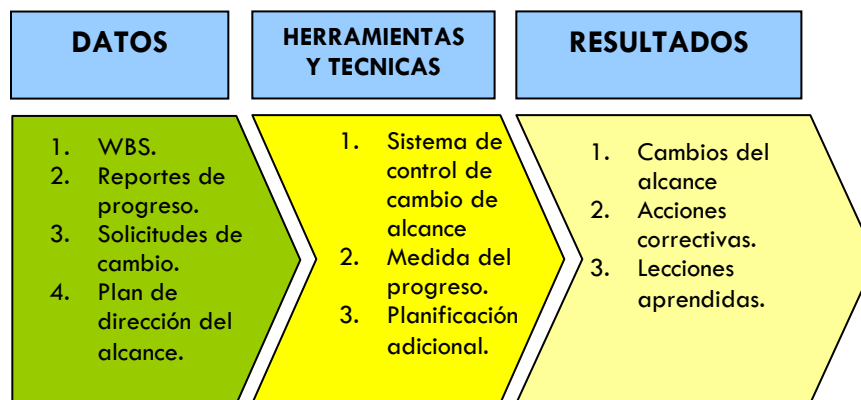 DATOS
HERRAMIENTAS
Y TECNICAS
RESULTADOS
1. WBS.
2. Reportes de
progreso.
3. Solicitudes de
cambio.
4. Plan de
dirección del
alcance.
1. Sistema de
control de
cambio de
alcance
2. Medida del
progreso.
3. Planificación
adicional.
1. Cambios del
alcance
2. Acciones
correctivas.
3. Lecciones
aprendidas.